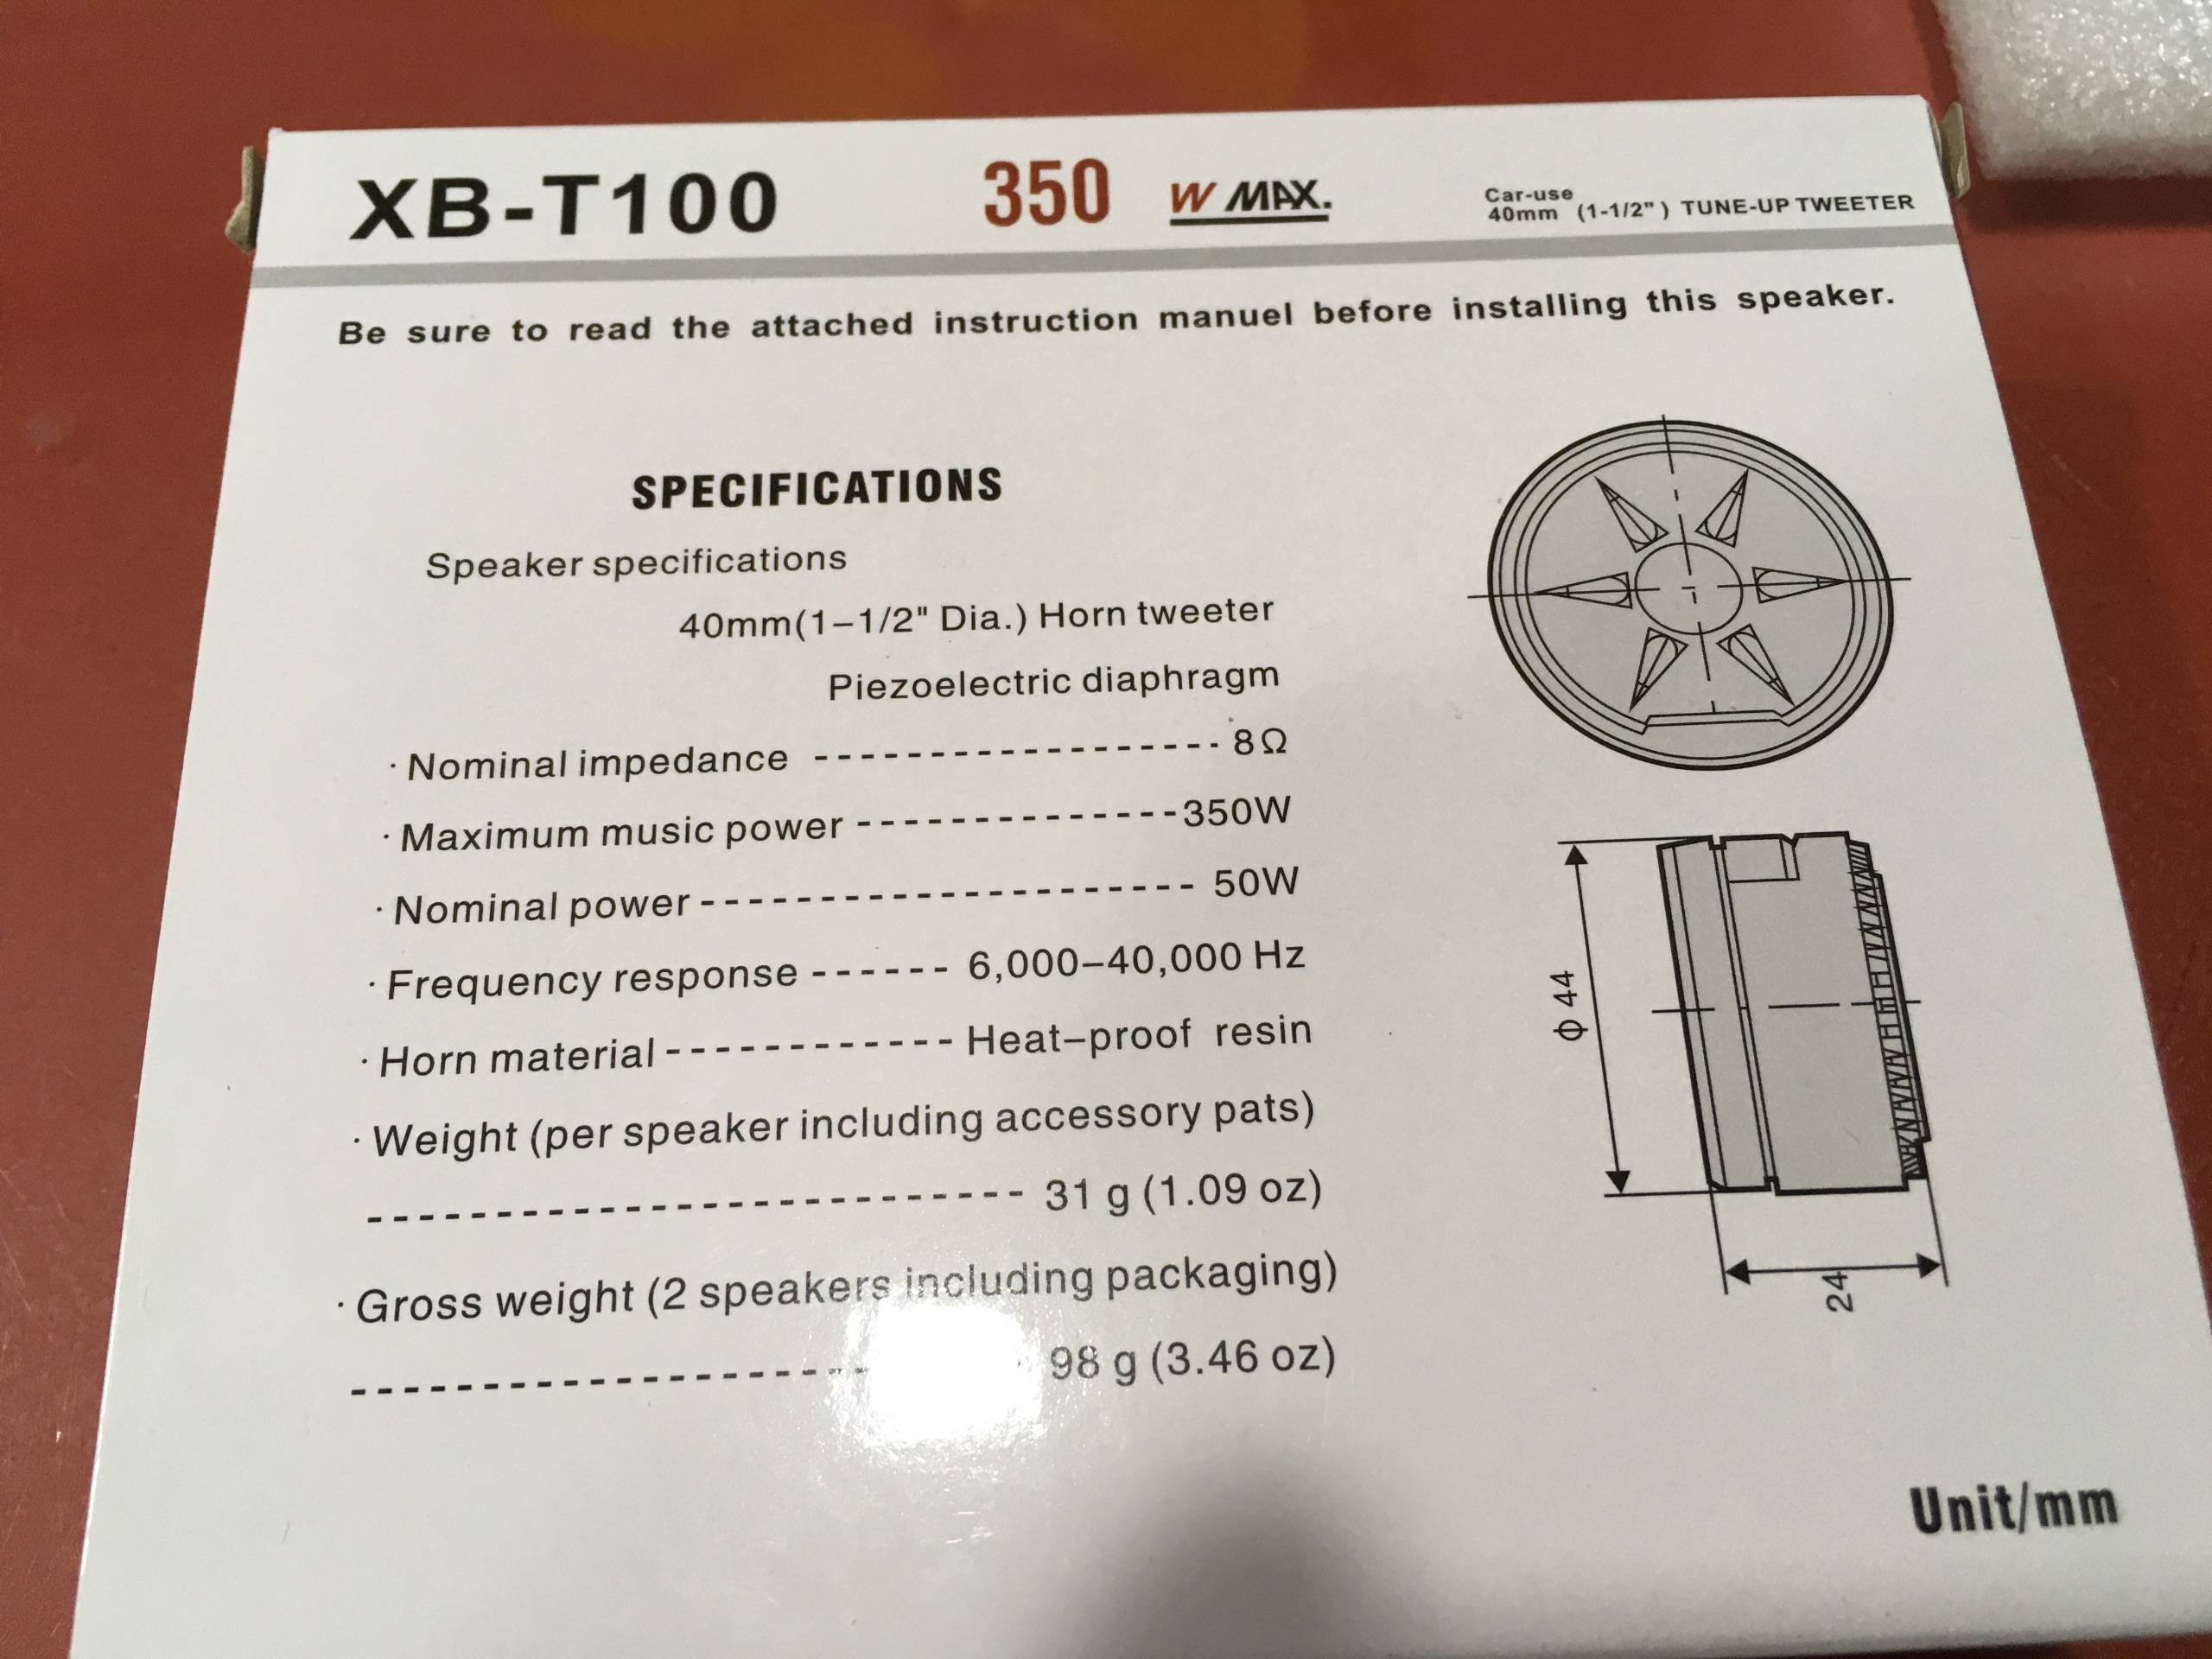 XB-T100 350 W MAX. Car-use
40mm (1-1/2" ) TUNE-UP TWEETER
Be sure to read the attached instruction manuel before installing this speaker.
SPECIFICATIONS
Speaker specifications
40mm(1–1/2" Dia.) Horn tweeter
Piezoelectric diaphragm
· Nominal impedance ------------------ 8Ω
· Maximum music power --------------350W
· Nominal power --------------------- 50W
· Frequency response ------ 6,000–40,000 Hz
· Horn material ------------ Heat–proof resin
· Weight (per speaker including accessory pats)
-------------------------- 31 g (1.09 oz)
· Gross weight (2 speakers including packaging)
-------------------- 98 g (3.46 oz)
ϕ 44
24
Unit/mm